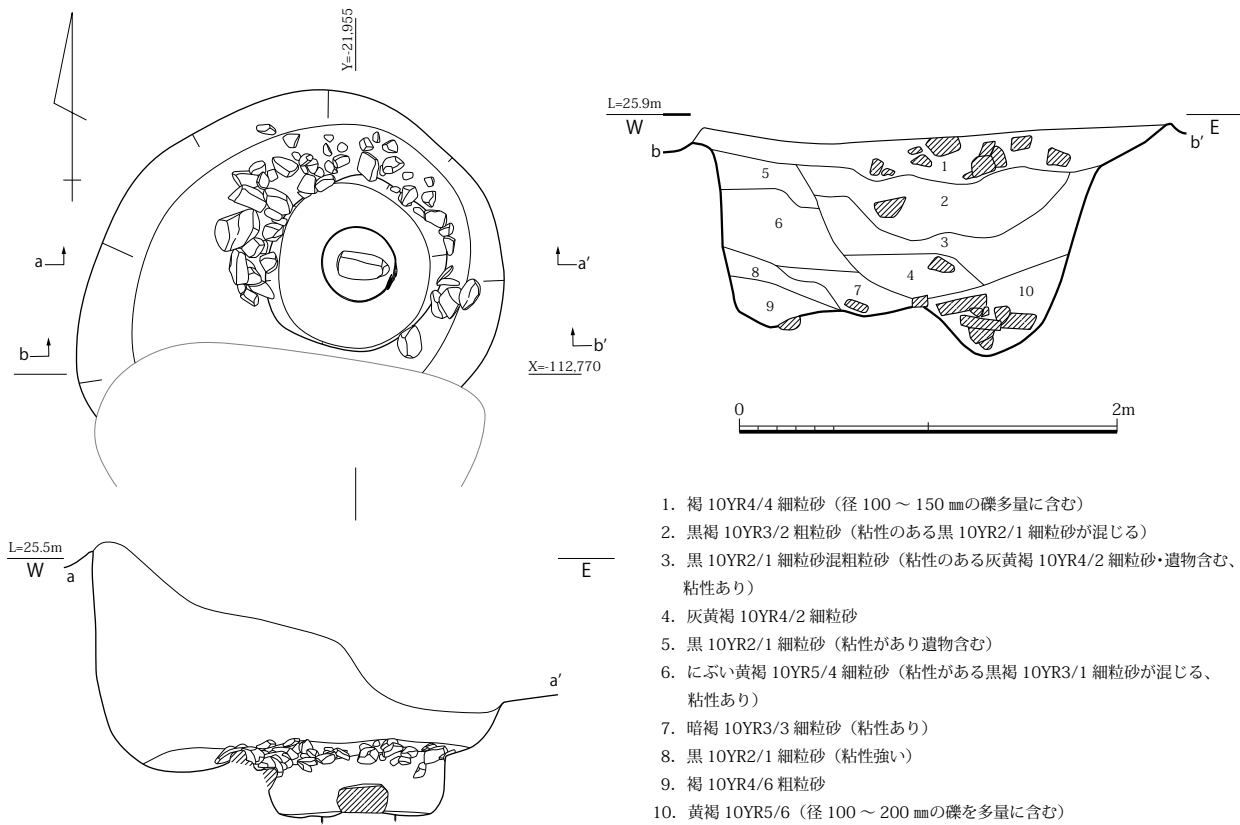 Y=-21,955
a
a’
b
b’
X=-112,770
L=25.9m
W
E
b
b’
1
2
3
4
5
6
7
8
9
10
0
2m
L=25.5m
W
E
a
a’
1. 褐 10YR4/4 細粒砂（径 100 ～ 150 ㎜の礫多量に含む）
2. 黒褐 10YR3/2 粗粒砂（粘性のある黒 10YR2/1 細粒砂が混じる）
3. 黒 10YR2/1 細粒砂混粗粒砂（粘性のある灰黄褐 10YR4/2 細粒砂・遺物含む、
粘性あり）
4. 灰黄褐 10YR4/2 細粒砂
5. 黒 10YR2/1 細粒砂（粘性があり遺物含む）
6. にぶい黄褐 10YR5/4 細粒砂（粘性がある黒褐 10YR3/1 細粒砂が混じる、
粘性あり）
7. 暗褐 10YR3/3 細粒砂（粘性あり）
8. 黒 10YR2/1 細粒砂（粘性強い）
9. 褐 10YR4/6 粗粒砂
10. 黄褐 10YR5/6（径 100 ～ 200 ㎜の礫を多量に含む）